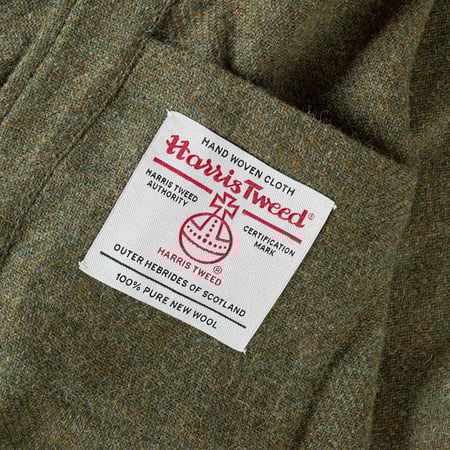 HAND WOVEN CLOTH
Harris Tweed®
HARRIS TWEED
AUTHORITY
CERTIFICATION
MARK
®
HARRIS TWEED
OUTER HEBRIDES OF SCOTLAND
100% PURE NEW WOOL